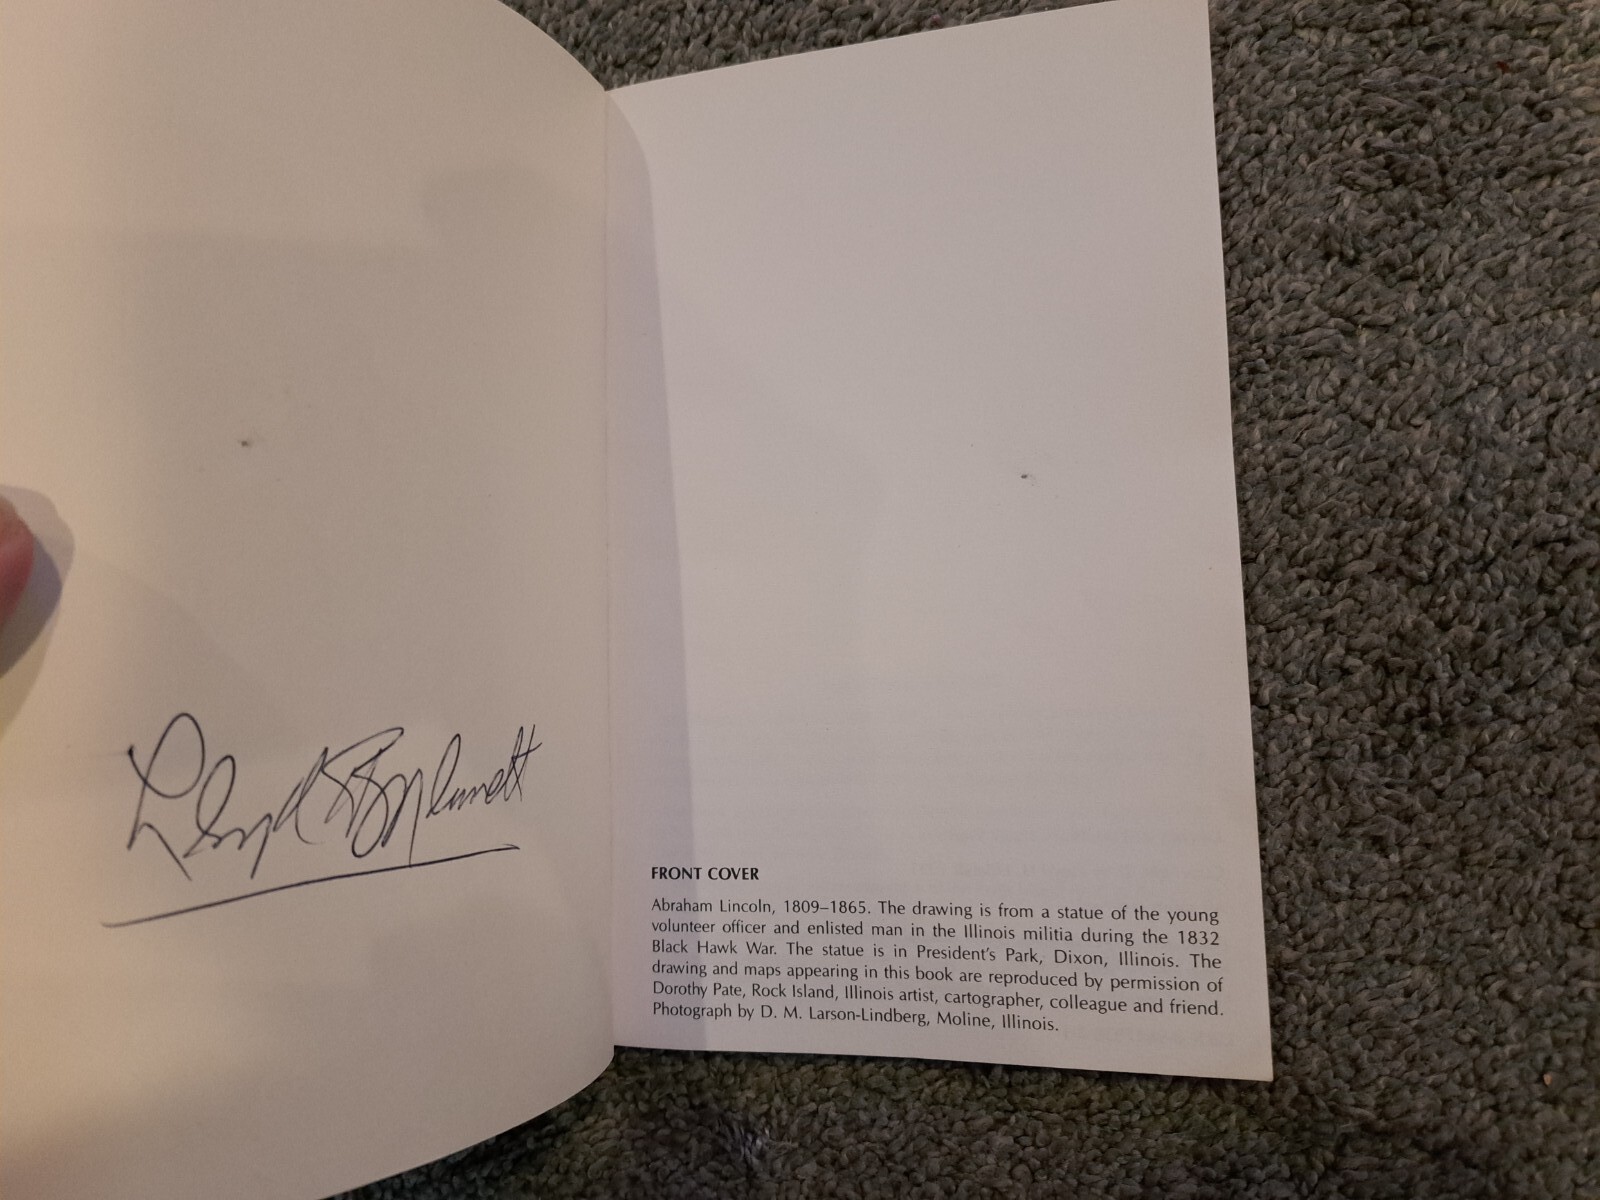 Lloyd
FRONT COVER
Abraham Lincoln, 1809–1865. The drawing is from a statue of the young
volunteer officer and enlisted man in the Illinois militia during the 1832
Black Hawk War. The statue is in President's Park, Dixon, Illinois. The
drawing and maps appearing in this book are reproduced by permission of
Dorothy Pate, Rock Island, Illinois artist, cartographer, colleague and friend.
Photograph by D. M. Larson-Lindberg, Moline, Illinois.